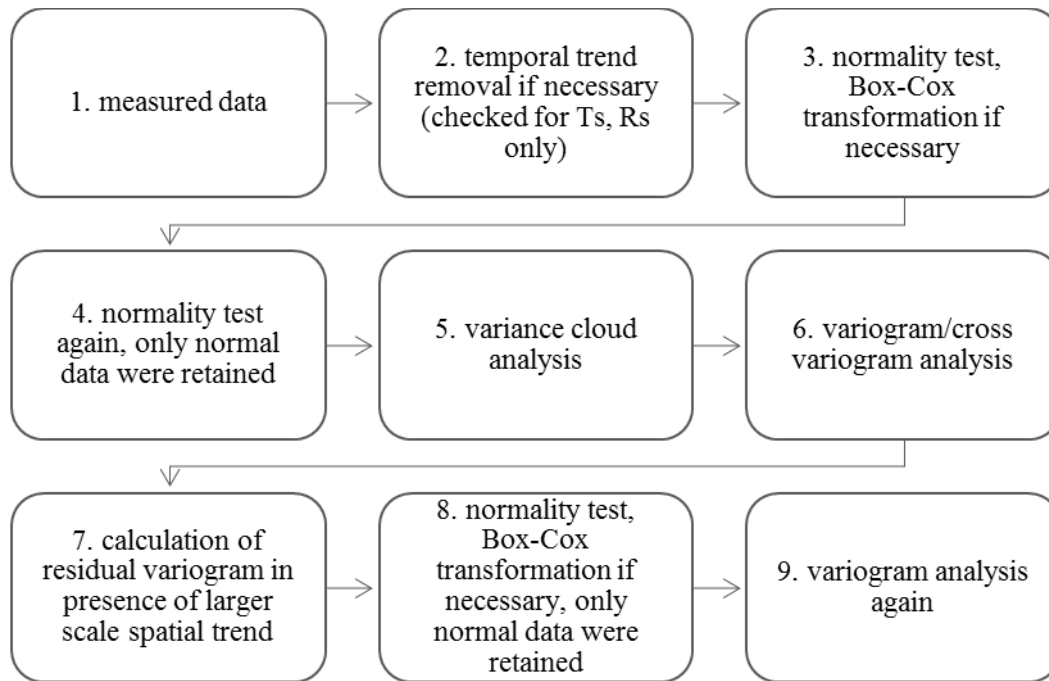 1. measured data
2. temporal trend
removal if necessary
(checked for Ts, Rs
only)
3. normality test,
Box-Cox
transformation if
necessary
4. normality test
again, only normal
data were retained
5. variance cloud
analysis
6. variogram/cross
variogram analysis
7. calculation of
residual variogram in
presence of larger
scale spatial trend
8. normality test,
Box-Cox
transformation if
necessary, only
normal data were
retained
9. variogram analysis
again